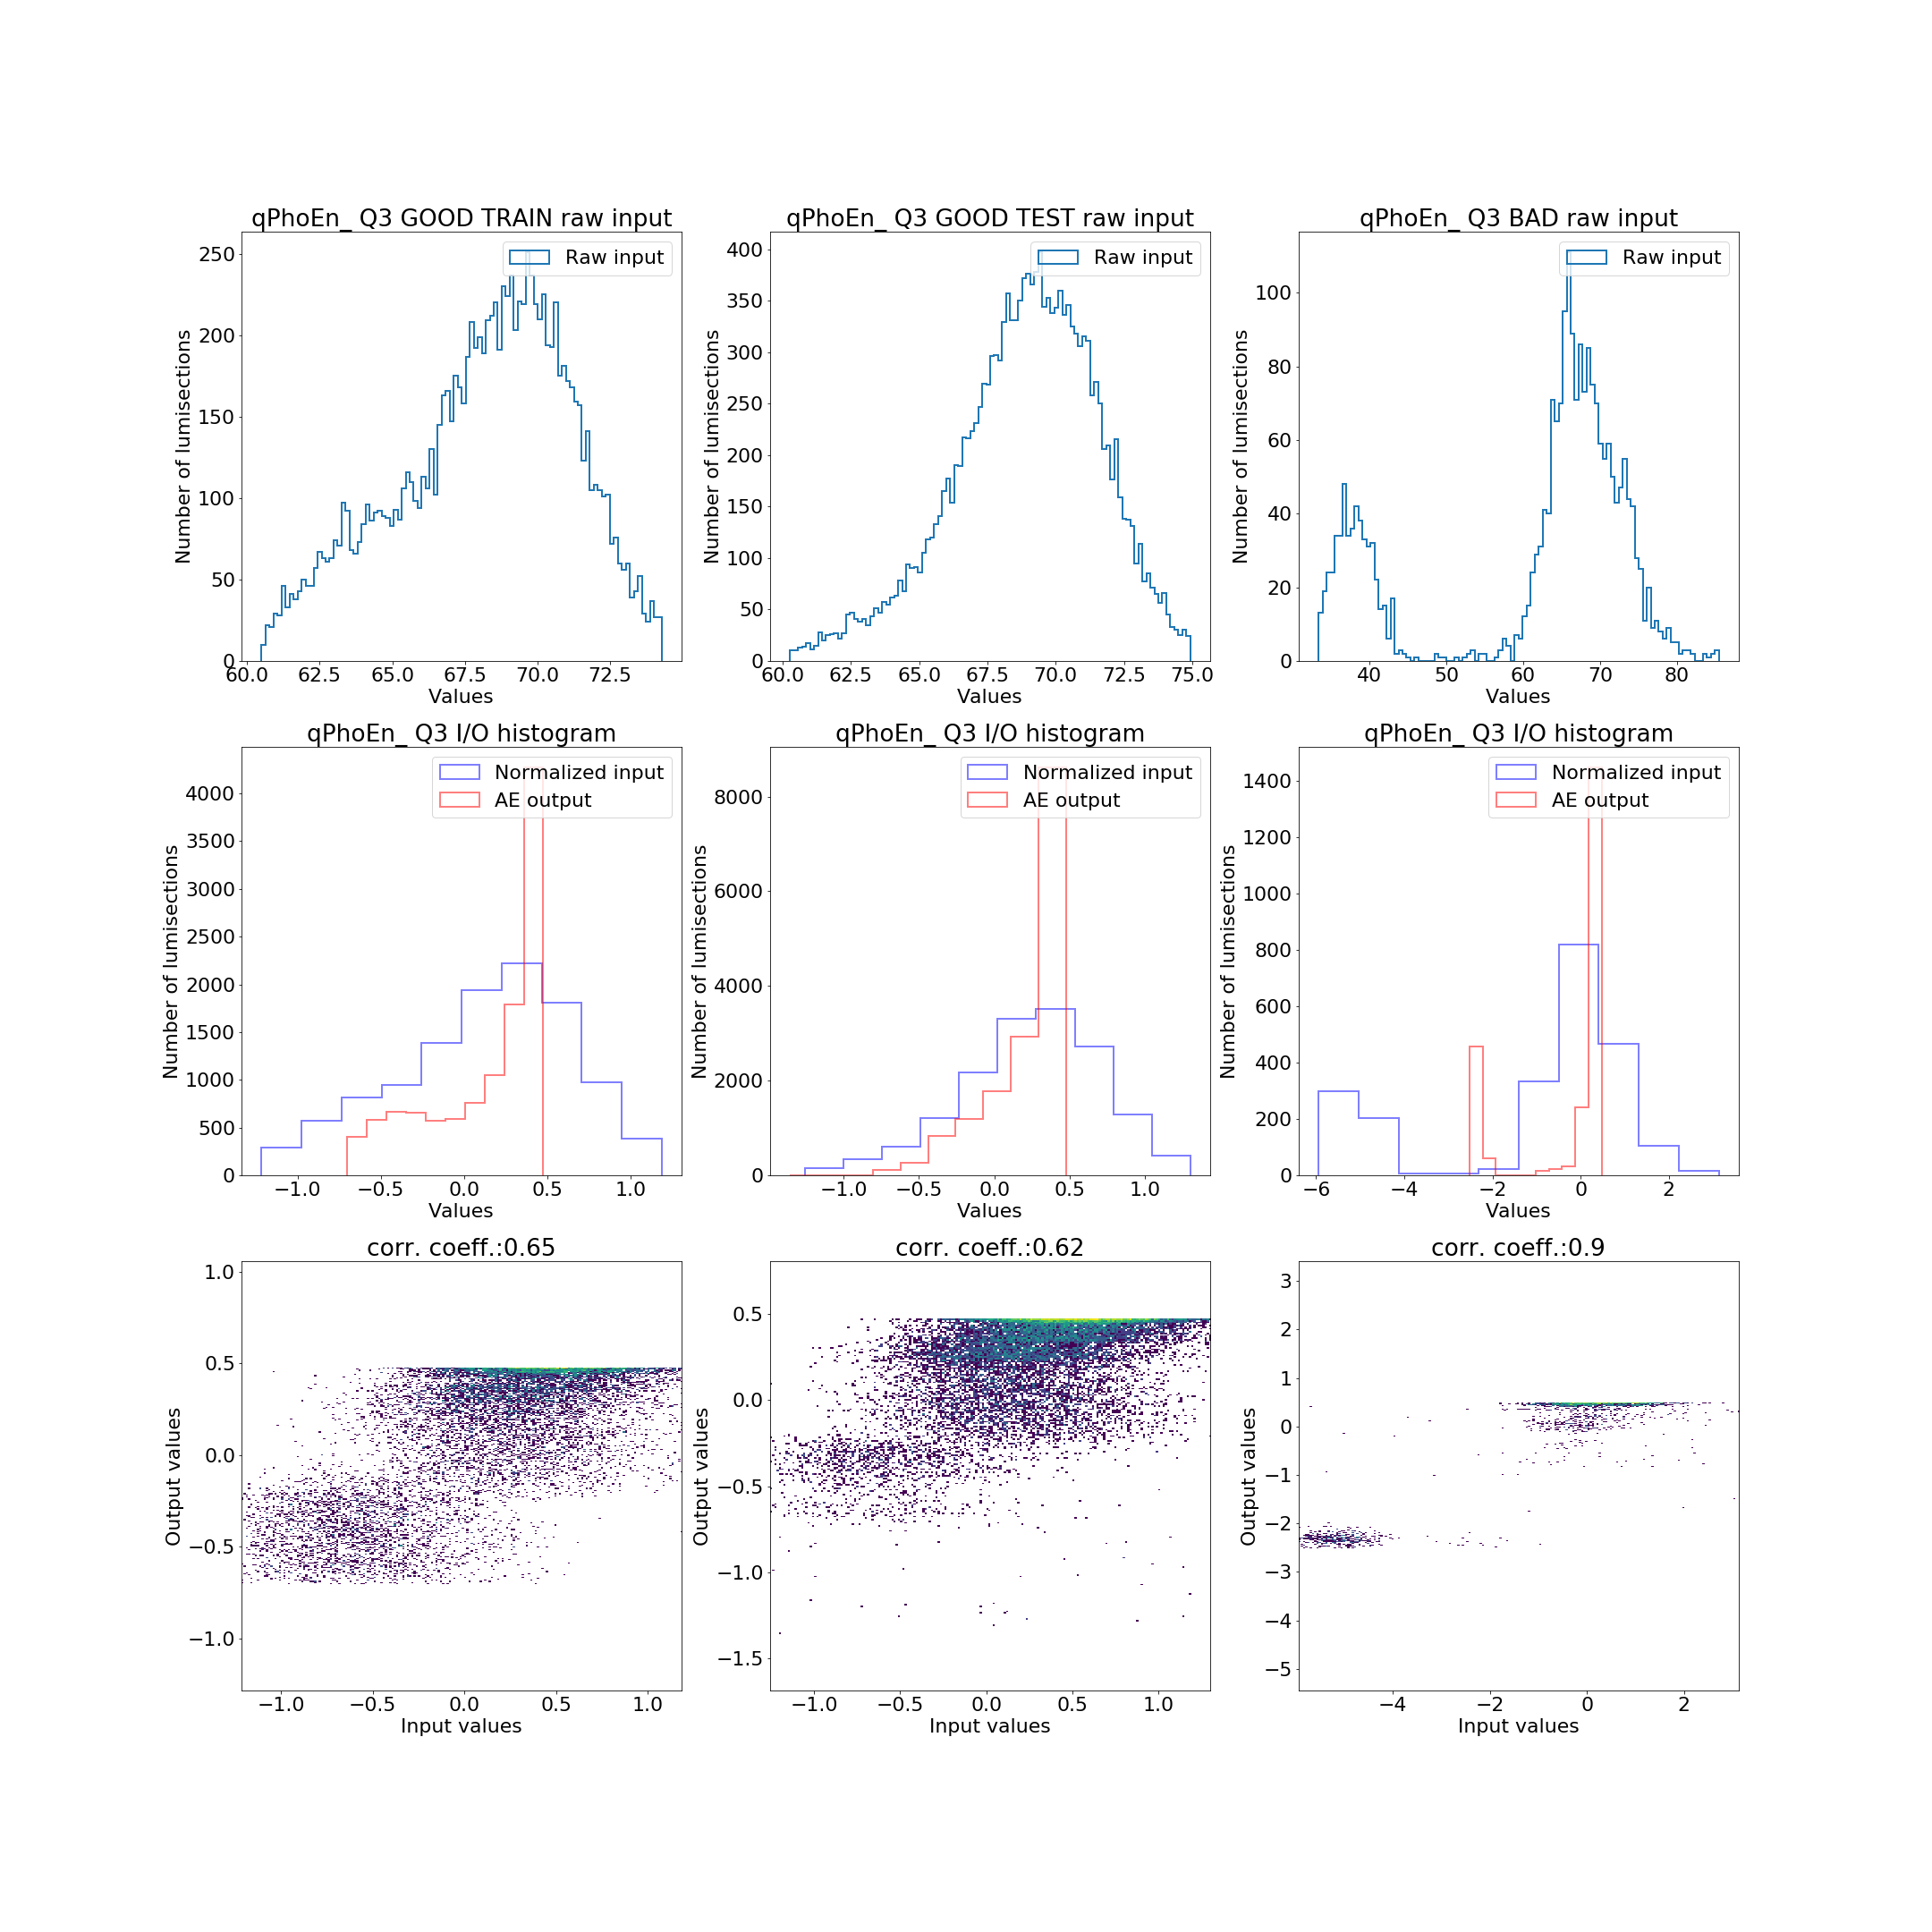 qPhoEn_ Q3 GOOD TRAIN raw input
Raw input
Number of lumisections
250
200
150
100
50
0
60.0 62.5 65.0 67.5 70.0 72.5
Values
qPhoEn_ Q3 GOOD TEST raw input
Raw input
Number of lumisections
400
350
300
250
200
150
100
50
0
60.0 62.5 65.0 67.5 70.0 72.5 75.0
Values
qPhoEn_ Q3 BAD raw input
Raw input
Number of lumisections
100
80
60
40
20
0
40 50 60 70 80
Values
qPhoEn_ Q3 I/O histogram
Normalized input
AE output
Number of lumisections
4000
3500
3000
2500
2000
1500
1000
500
0
−1.0 −0.5 0.0 0.5 1.0
Values
qPhoEn_ Q3 I/O histogram
Normalized input
AE output
Number of lumisections
8000
6000
4000
2000
0
−1.0 −0.5 0.0 0.5 1.0
Values
qPhoEn_ Q3 I/O histogram
Normalized input
AE output
Number of lumisections
1400
1200
1000
800
600
400
200
0
−6 −4 −2 0 2
Values
corr. coeff.:0.65
Output values
1.0
0.5
0.0
−0.5
−1.0
−1.0 −0.5 0.0 0.5 1.0
Input values
corr. coeff.:0.62
Output values
0.5
0.0
−0.5
−1.0
−1.5
−1.0 −0.5 0.0 0.5 1.0
Input values
corr. coeff.:0.9
Output values
3
2
1
0
−1
−2
−3
−4
−5
−4 −2 0 2
Input values